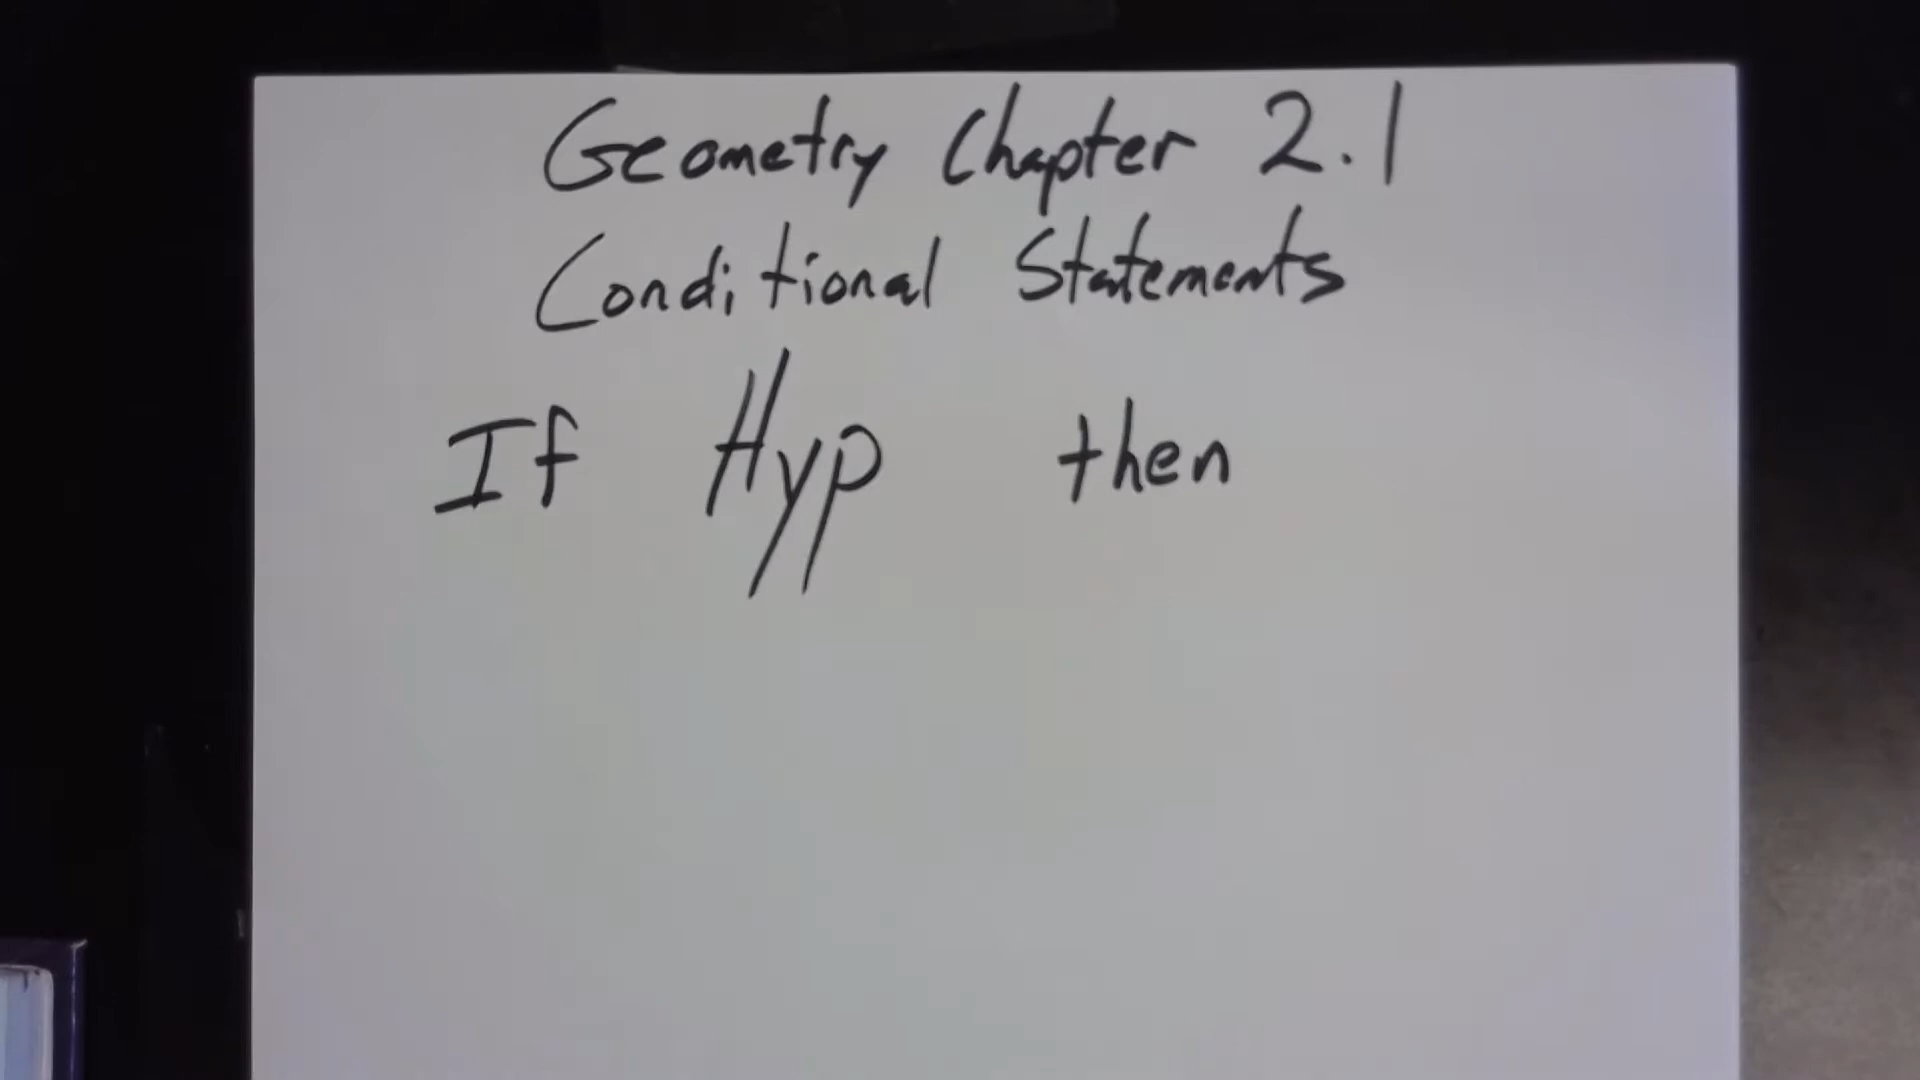 Geometry Chapter 2.1
Conditional Statements
If Hyp then